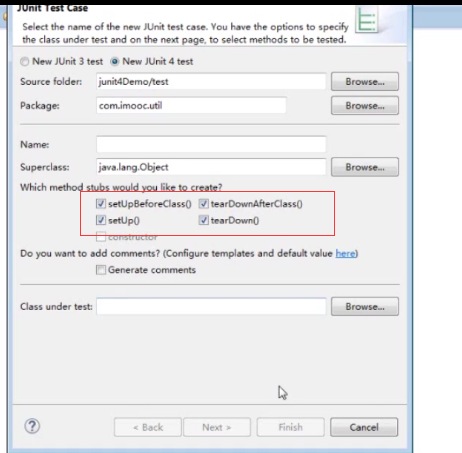 JUnit Test Case
Select the name of the new JUnit test case. You have the options to specify
the class under test and on the next page, to select methods to be tested.
New JUnit 3 test New JUnit 4 test
Source folder: junit4Demo/test Browse...
Package: com.imooc.util Browse...
Name:
Superclass: java.lang.Object Browse...
Which method stubs would you like to create?
setUpBeforeClass() tearDownAfterClass()
setUp() tearDown()
constructor
Do you want to add comments? (Configure templates and default value here)
Generate comments
Class under test: Browse...
? < Back Next > Finish Cancel